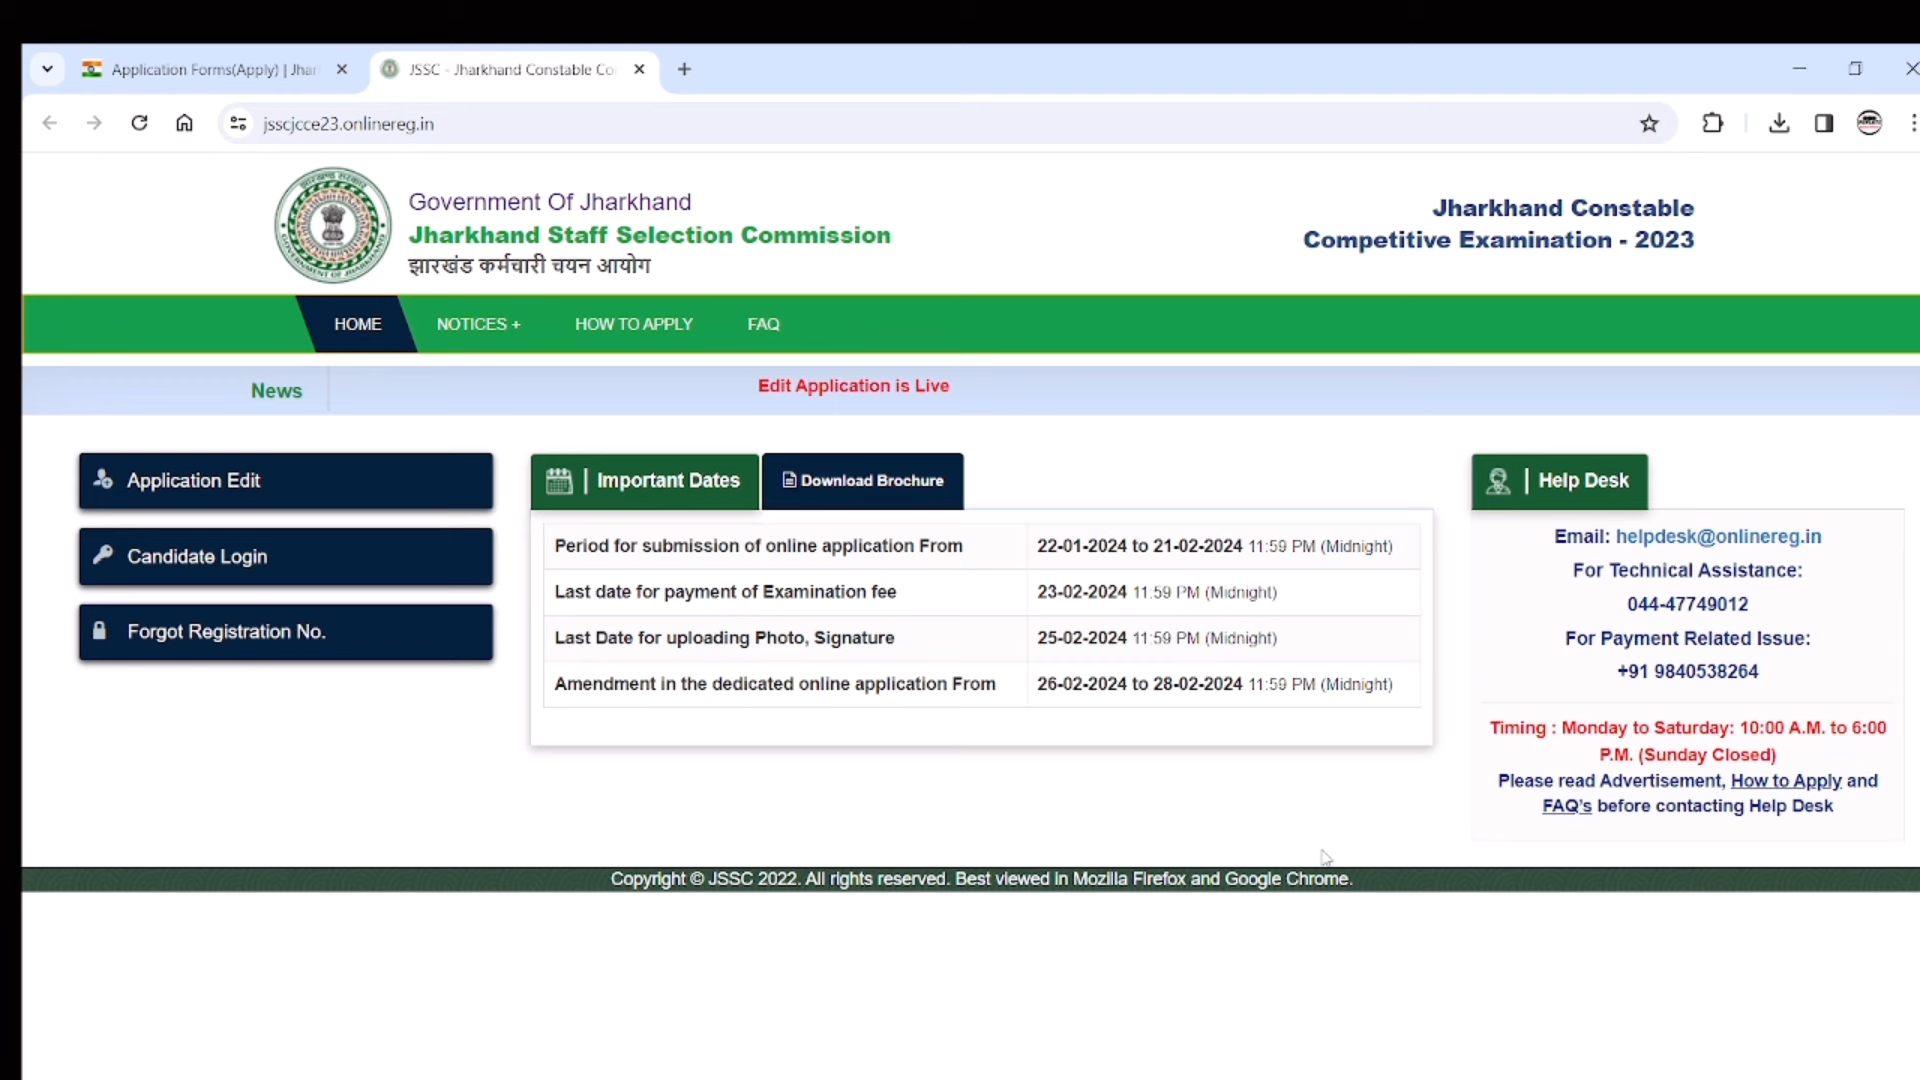 Application Forms(Apply) | Jhar
JSSC - Jharkhand Constable Co
jsscjcce23.onlinereg.in
Government Of Jharkhand
Jharkhand Staff Selection Commission
झारखंड कर्मचारी चयन आयोग
Jharkhand Constable
Competitive Examination - 2023
HOME
NOTICES +
HOW TO APPLY
FAQ
News
Edit Application is Live
Application Edit
Candidate Login
Forgot Registration No.
Important Dates
Download Brochure
Period for submission of online application From
22-01-2024 to 21-02-2024 11:59 PM (Midnight)
Last date for payment of Examination fee
23-02-2024 11:59 PM (Midnight)
Last Date for uploading Photo, Signature
25-02-2024 11:59 PM (Midnight)
Amendment in the dedicated online application From
26-02-2024 to 28-02-2024 11:59 PM (Midnight)
Help Desk
Email: helpdesk@onlinereg.in
For Technical Assistance:
044-47749012
For Payment Related Issue:
+91 9840538264
Timing : Monday to Saturday: 10:00 A.M. to 6:00
P.M. (Sunday Closed)
Please read Advertisement, How to Apply and
FAQ's before contacting Help Desk
Copyright © JSSC 2022. All rights reserved. Best viewed in Mozilla Firefox and Google Chrome.